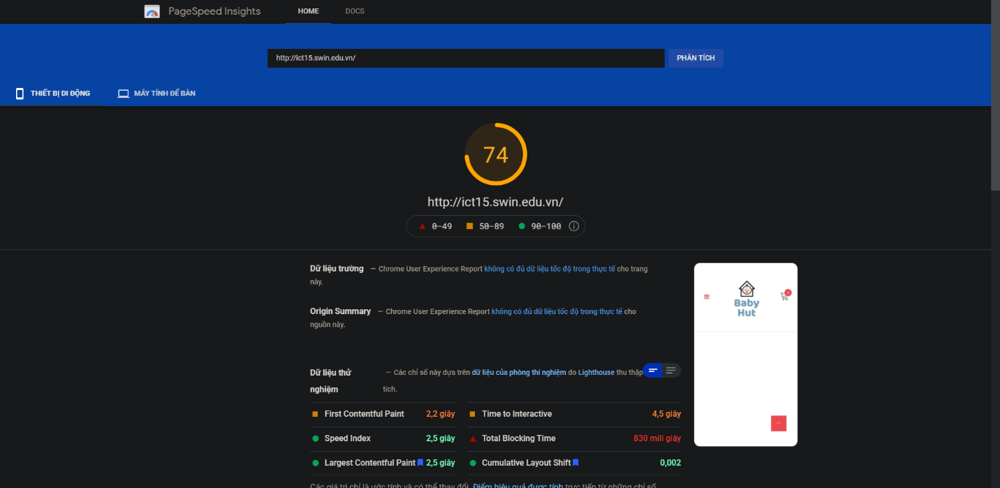 PageSpeed Insights HOME DOCS
http://ict15.swin.edu.vn/ PHÂN TÍCH
THIẾT BỊ DI ĐỘNG MÁY TÍNH ĐỂ BÀN
74
http://ict15.swin.edu.vn/
0–49 50–89 90–100
Dữ liệu trường — Chrome User Experience Report không có đủ dữ liệu tốc độ trong thực tế cho trang
này.
Origin Summary — Chrome User Experience Report không có đủ dữ liệu tốc độ trong thực tế cho
nguồn này.
Dữ liệu thử
nghiệm
— Các chỉ số này dựa trên dữ liệu của phòng thí nghiệm do Lighthouse thu thập
tích.
First Contentful Paint 2,2 giây
Time to Interactive 4,5 giây
Speed Index 2,5 giây
Total Blocking Time 830 mili giây
Largest Contentful Paint 2,5 giây
Cumulative Layout Shift 0,002
Các giá trị chỉ là ước tính và có thể thay đổi. Điểm hiệu quả được tính trực tiếp từ những chỉ số
Baby
Hut
0